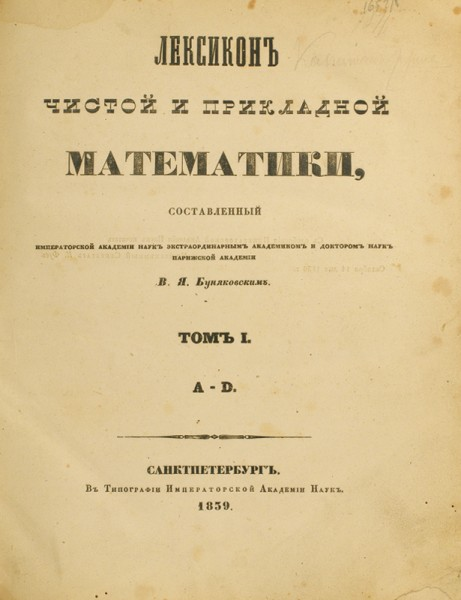 ЛЕКСИКОНЪ
ЧИСТОЙ И ПРИКЛАДНОЙ
МАТЕМАТИКИ,
СОСТАВЛЕННЫЙ
ИМПЕРАТОРСКОЙ АКАДЕМІИ НАУКЪ ЭКСТРАОРДИНАРНЫМЪ АКАДЕМИКОМЪ И ДОКТОРОМЪ НАУКЪ
ПАРИЖСКОЙ АКАДЕМІИ
В. Я. Буняковскимъ.
ТОМЪ I.
A - D.
САНКТПЕТЕРБУРГЪ.
Въ Типографіи Императорской Академіи Наукъ.
1839.